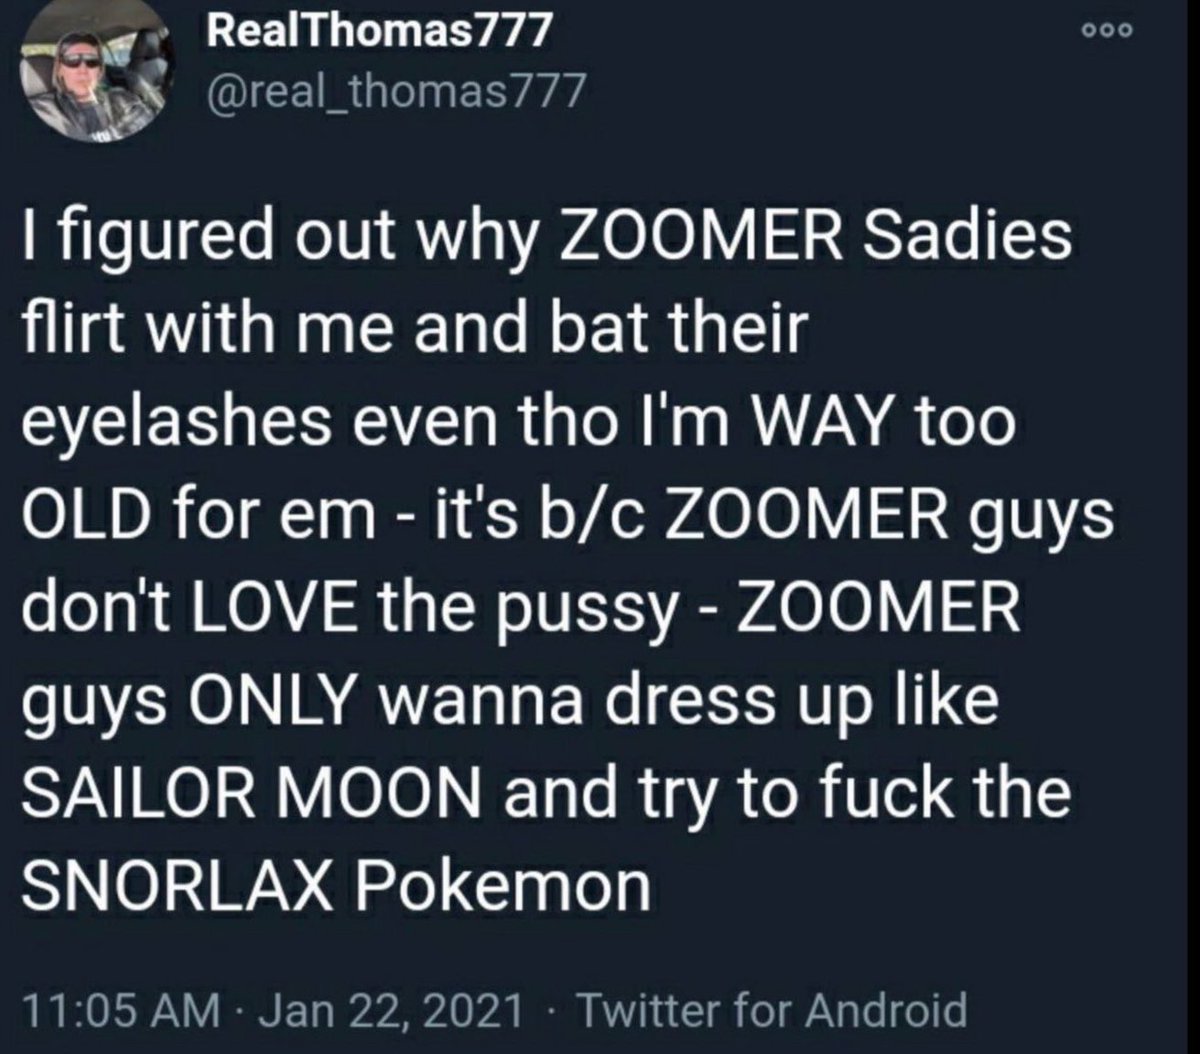 RealThomas777
@real_thomas777
I figured out why ZOOMER Sadies
flirt with me and bat their
eyelashes even tho I'm WAY too
OLD for em - it's b/c ZOOMER guys
don't LOVE the pussy - ZOOMER
guys ONLY wanna dress up like
SAILOR MOON and try to fuck the
SNORLAX Pokemon
11:05 AM · Jan 22, 2021 · Twitter for Android